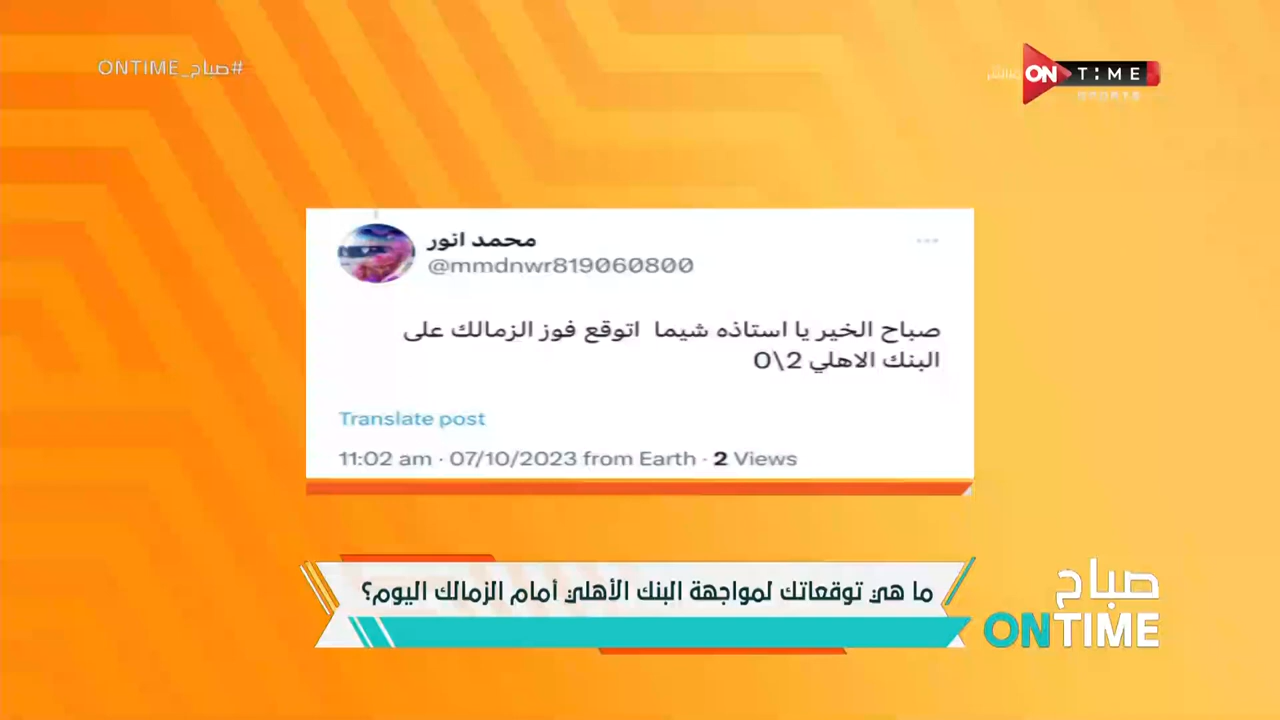 #صباح_ONTIME
مباشر
ON TIME
SPORTS
محمد انور
@mmdnwr819060800
صباح الخير يا استاذه شيما اتوقع فوز الزمالك على
البنك الاهلي 2\0
Translate post
11:02 am · 07/10/2023 from Earth · 2 Views
ما هي توقعاتك لمواجهة البنك الأهلي أمام الزمالك اليوم؟
صباح
ONTIME